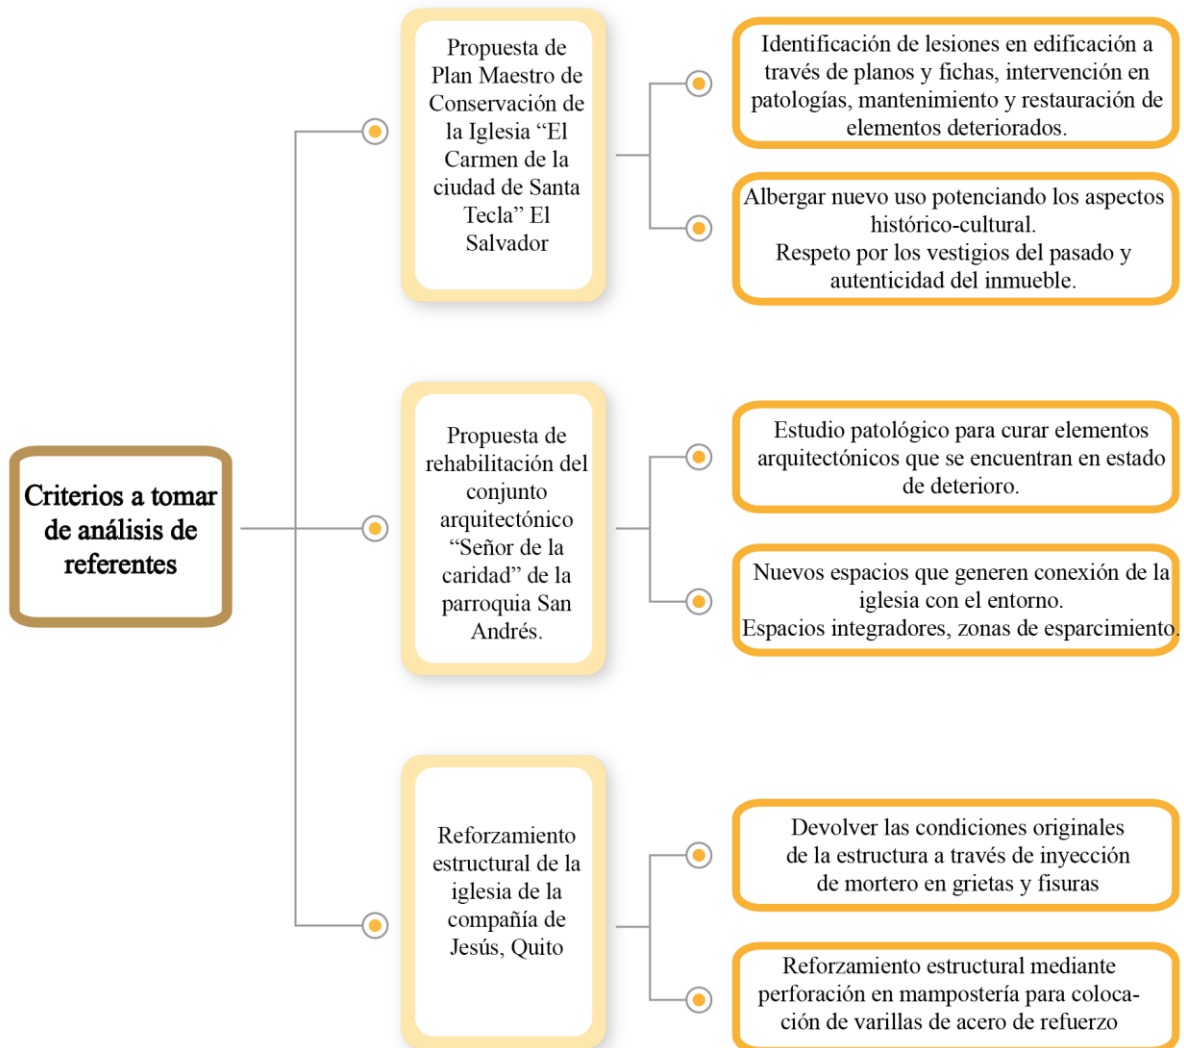 Criterios a tomar
de análisis de
referentes
Propuesta de
Plan Maestro de
Conservación de
la Iglesia “El
Carmen de la
ciudad de Santa
Tecla” El
Salvador
Identificación de lesiones en edificación a
través de planos y fichas, intervención en
patologías, mantenimiento y restauración de
elementos deteriorados.
Albergar nuevo uso potenciando los aspectos
histórico-cultural.
Respeto por los vestigios del pasado y
autenticidad del inmueble.
Propuesta de
rehabilitación del
conjunto
arquitectónico
“Señor de la
caridad” de la
parroquia San
Andrés.
Estudio patológico para curar elementos
arquitectónicos que se encuentran en estado
de deterioro.
Nuevos espacios que generen conexión de la
iglesia con el entorno.
Espacios integradores, zonas de esparcimiento.
Reforzamiento
estructural de la
iglesia de la
compañía de
Jesús, Quito
Devolver las condiciones originales
de la estructura a través de inyección
de mortero en grietas y fisuras
Reforzamiento estructural mediante
perforación en mampostería para coloca-
ción de varillas de acero de refuerzo